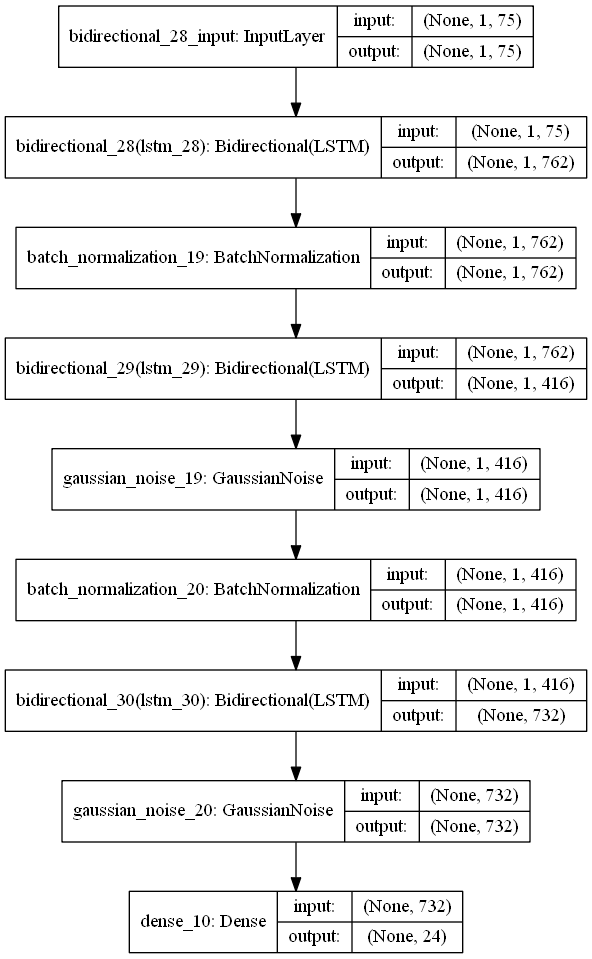 bidirectional_28_input: InputLayer
input: (None, 1, 75)
output: (None, 1, 75)
bidirectional_28(lstm_28): Bidirectional(LSTM)
input: (None, 1, 75)
output: (None, 1, 762)
batch_normalization_19: BatchNormalization
input: (None, 1, 762)
output: (None, 1, 762)
bidirectional_29(lstm_29): Bidirectional(LSTM)
input: (None, 1, 762)
output: (None, 1, 416)
gaussian_noise_19: GaussianNoise
input: (None, 1, 416)
output: (None, 1, 416)
batch_normalization_20: BatchNormalization
input: (None, 1, 416)
output: (None, 1, 416)
bidirectional_30(lstm_30): Bidirectional(LSTM)
input: (None, 1, 416)
output: (None, 732)
gaussian_noise_20: GaussianNoise
input: (None, 732)
output: (None, 732)
dense_10: Dense
input: (None, 732)
output: (None, 24)